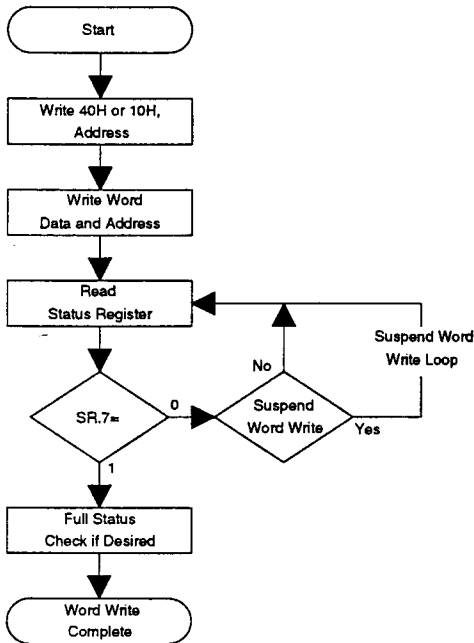 Start
Write 40H or 10H,
Address
Write Word
Data and Address
Read
Status Register
Suspend Word
Write Loop
No
SR.7=
0
Suspend
Word Write
Yes
1
Full Status
Check if Desired
Word Write
Complete